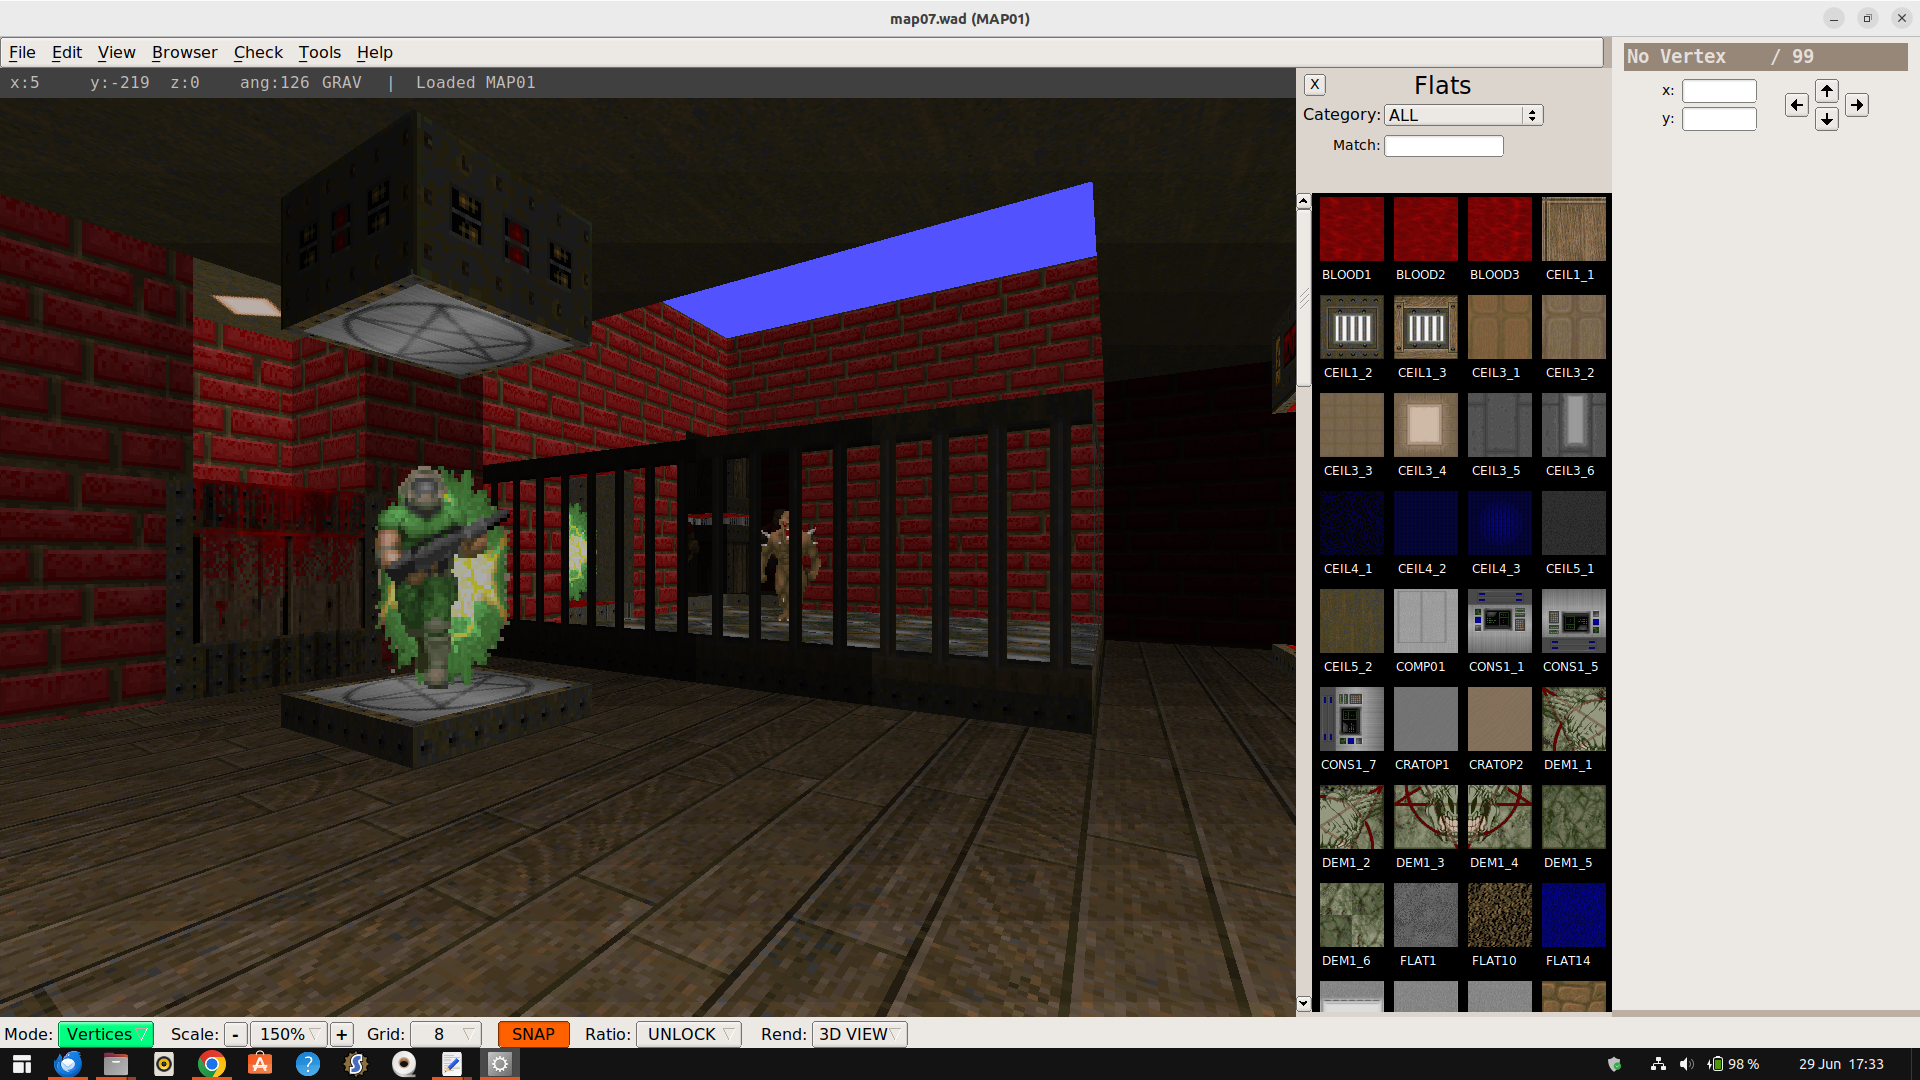 map07.wad (MAP01)
File Edit View Browser Check Tools Help
No Vertex / 99
x:5 y:-219 z:0 ang:126 GRAV | Loaded MAP01
X Flats
x:
y:
Category: ALL
Match:
BLOOD1 BLOOD2 BLOOD3 CEIL1_1
CEIL1_2 CEIL1_3 CEIL3_1 CEIL3_2
CEIL3_3 CEIL3_4 CEIL3_5 CEIL3_6
CEIL4_1 CEIL4_2 CEIL4_3 CEIL5_1
CEIL5_2 COMP01 CONS1_1 CONS1_5
CONS1_7 CRATOP1 CRATOP2 DEM1_1
DEM1_2 DEM1_3 DEM1_4 DEM1_5
DEM1_6 FLAT1 FLAT10 FLAT14
Mode: Vertices Scale: - 150% + Grid: 8 SNAP Ratio: UNLOCK Rend: 3D VIEW
98 % 29 Jun 17:33